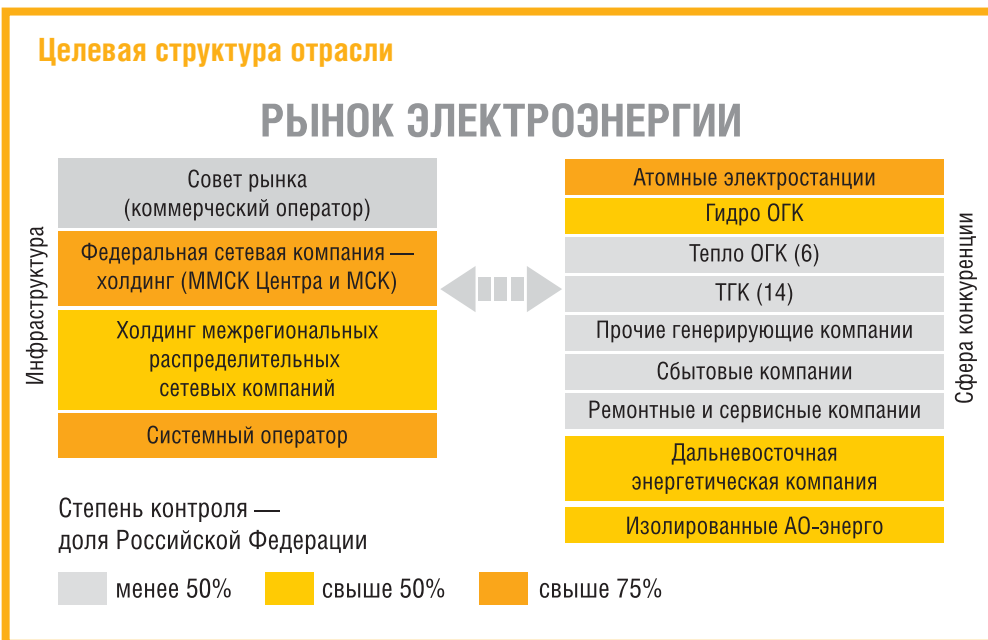 Целевая структура отрасли
РЫНОК ЭЛЕКТРОЭНЕРГИИ
Инфраструктура
Совет рынка
(коммерческий оператор)
Федеральная сетевая компания —
холдинг (ММСК Центра и МСК)
Холдинг межрегиональных
распределительных
сетевых компаний
Системный оператор
Атомные электростанции
Гидро ОГК
Тепло ОГК (6)
ТГК (14)
Прочие генерирующие компании
Сбытовые компании
Ремонтные и сервисные компании
Дальневосточная
энергетическая компания
Изолированные АО-энерго
Сфера конкуренции
Степень контроля —
доля Российской Федерации
менее 50%
свыше 50%
свыше 75%